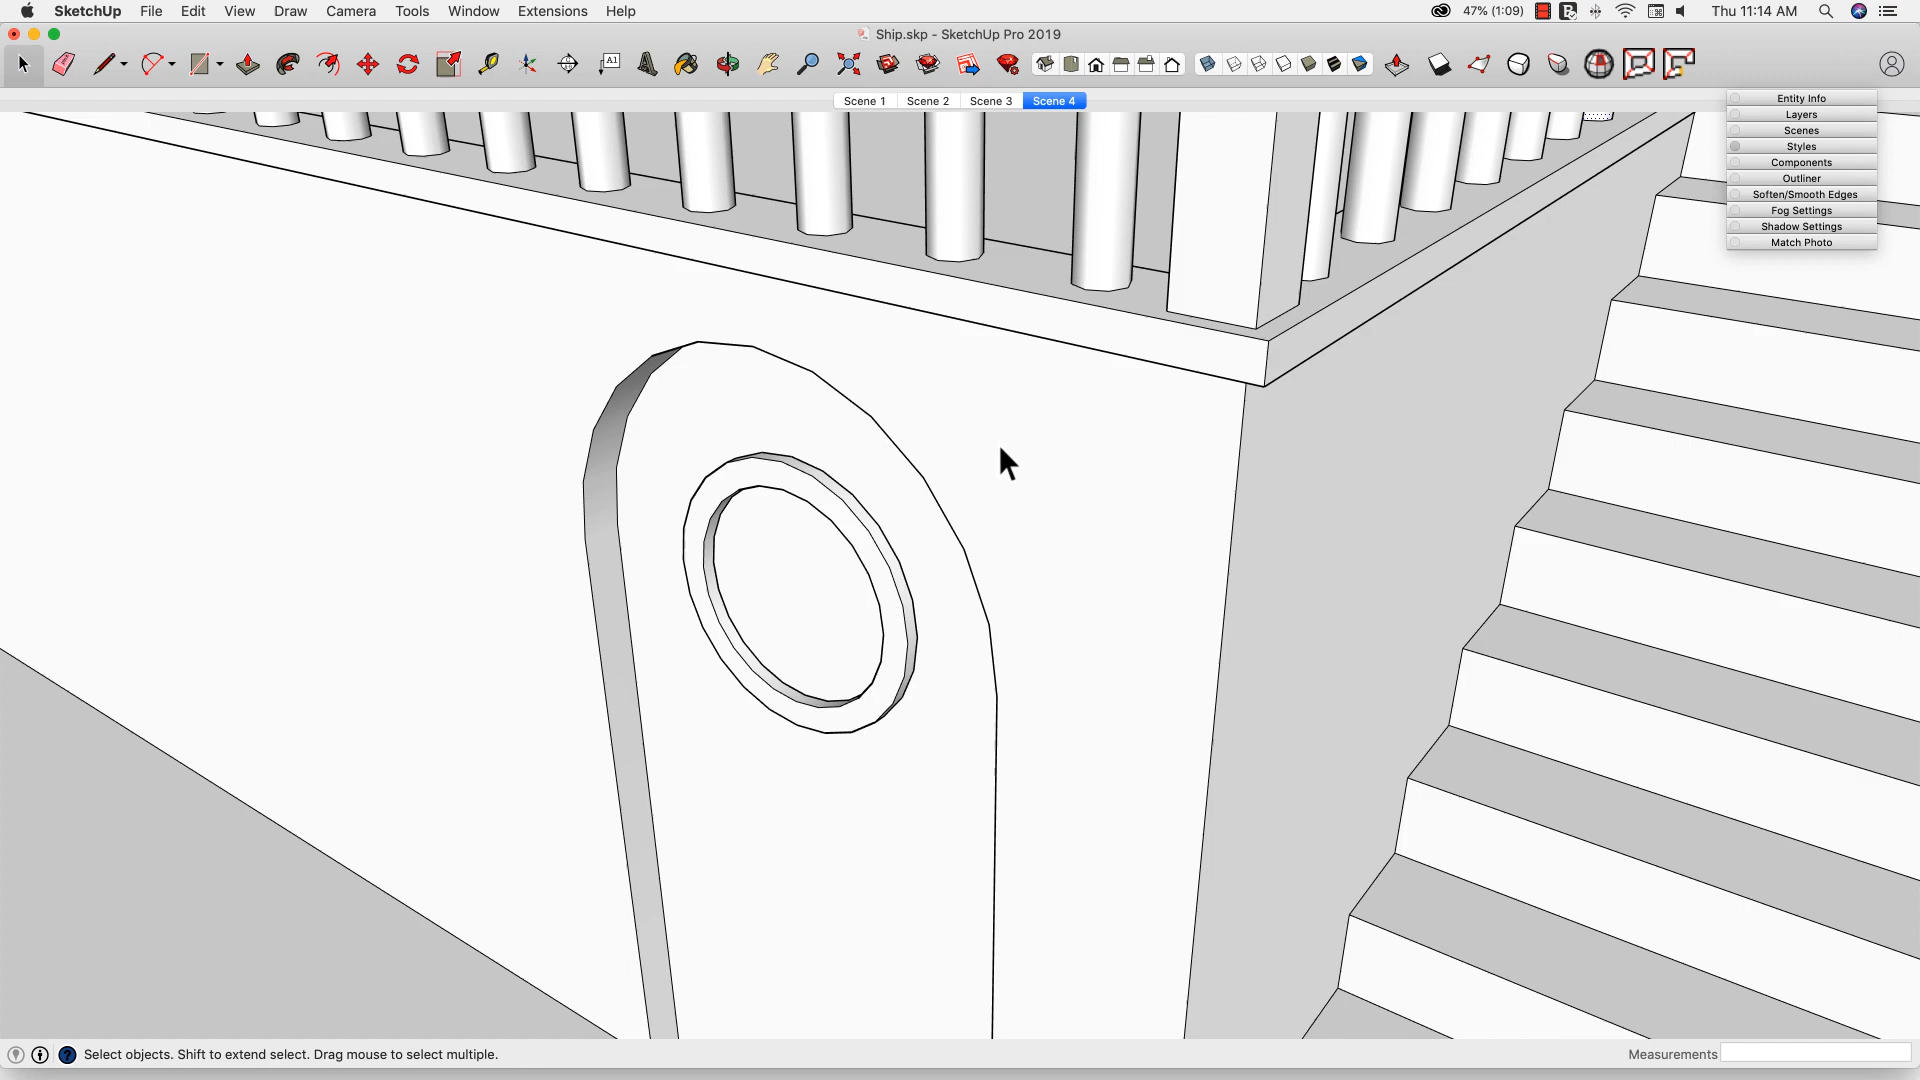 SketchUp File Edit View Draw Camera Tools Window Extensions Help 47% (1:09) Thu 11:14 AM
Ship.skp - SketchUp Pro 2019
A1
Scene 1 Scene 2 Scene 3 Scene 4
Entity Info
Layers
Scenes
Styles
Components
Outliner
Soften/Smooth Edges
Fog Settings
Shadow Settings
Match Photo
Select objects. Shift to extend select. Drag mouse to select multiple. Measurements